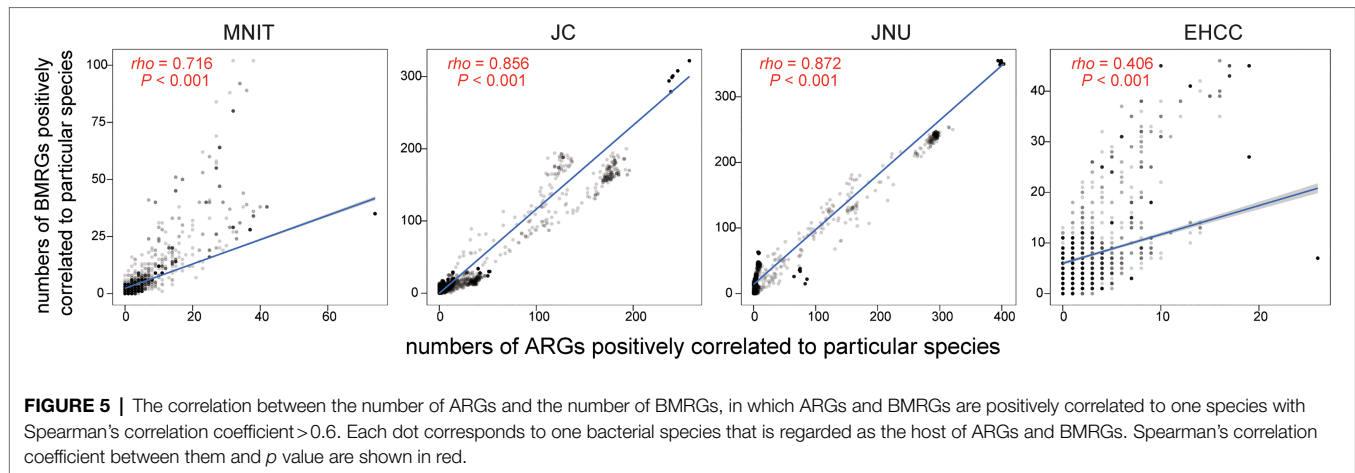 MNIT
JC
JNU
EHCC
numbers of BMRGs positively
correlated to particular species
rho = 0.716
P < 0.001
100
75
50
25
0
0
20
40
60
rho = 0.856
P < 0.001
300
200
100
0
0
100
200
rho = 0.872
P < 0.001
340
240
140
100
0
0
100
200
300
400
rho = 0.406
P < 0.001
40
30
20
10
0
0
10
20
numbers of ARGs positively correlated to particular species
FIGURE 5 | The correlation between the number of ARGs and the number of BMRGs, in which ARGs and BMRGs are positively correlated to one species with
Spearman's correlation coefficient > 0.6. Each dot corresponds to one bacterial species that is regarded as the host of ARGs and BMRGs. Spearman's correlation
coefficient between them and p value are shown in red.